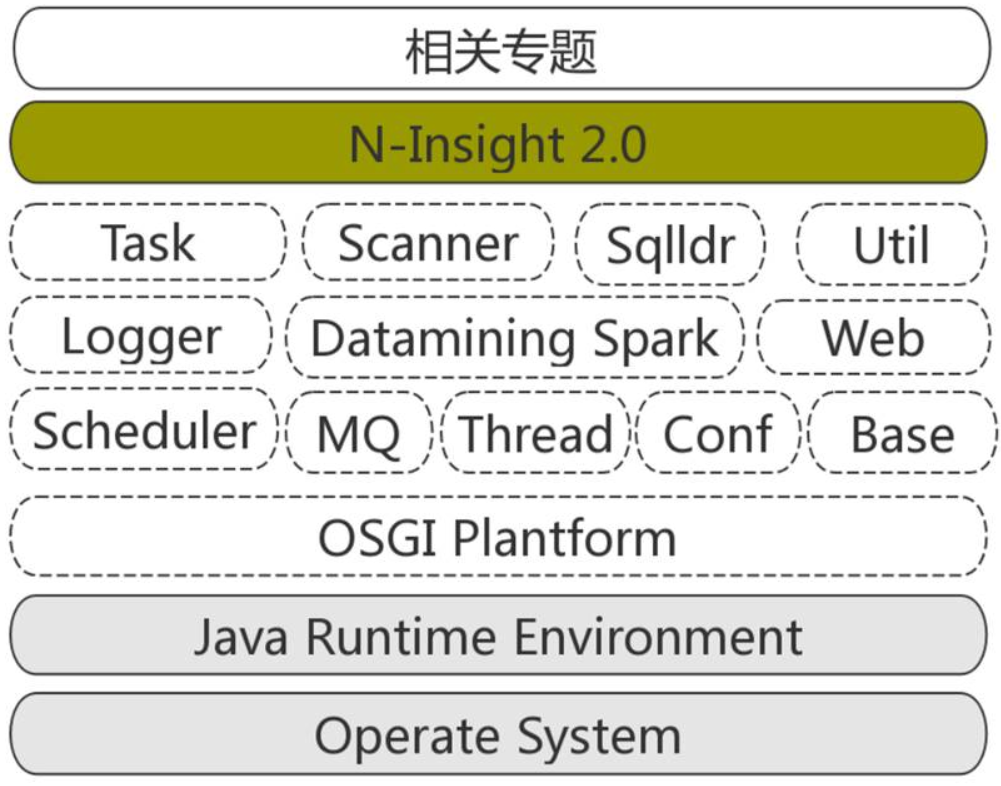 相关专题
N-Insight 2.0
Task Scanner Sqlldr Util
Logger Datamining Spark Web
Scheduler MQ Thread Conf Base
OSGI Plantform
Java Runtime Environment
Operate System